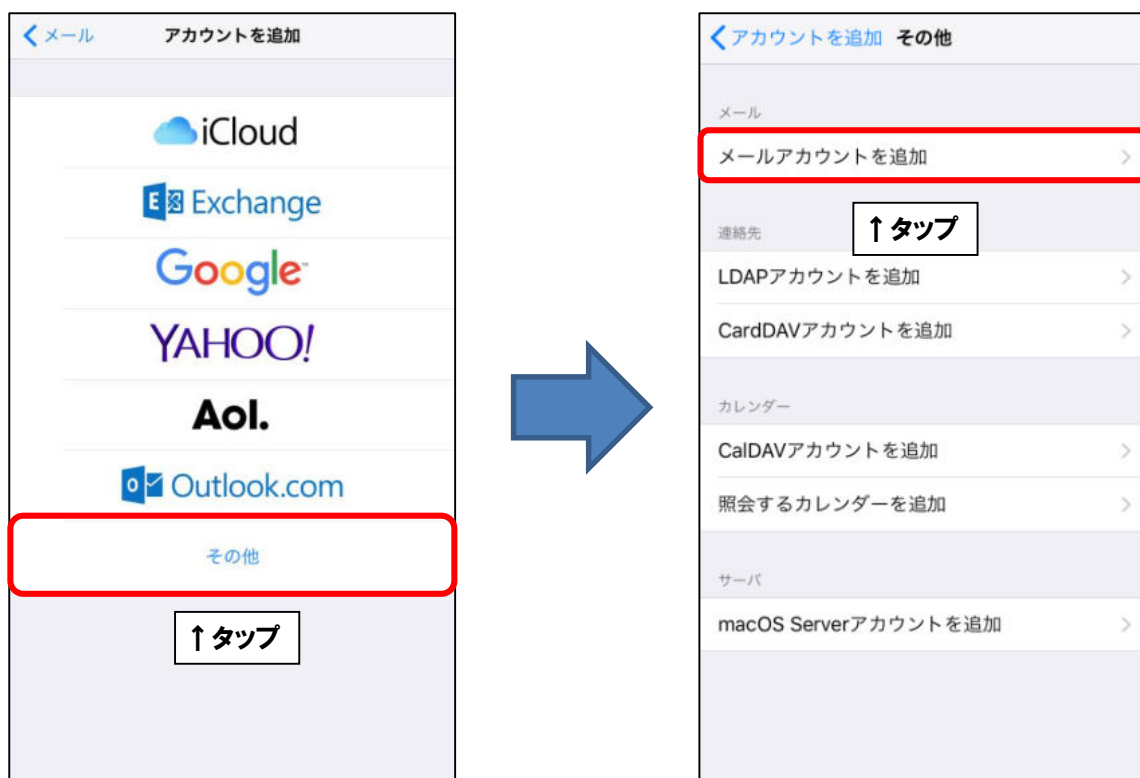 メール アカウントを追加
iCloud
Exchange
Google
YAHOO!
Aol.
Outlook.com
その他
↑タップ
アカウントを追加 その他
メール
メールアカウントを追加
↑タップ
連絡先
LDAPアカウントを追加
CardDAVアカウントを追加
カレンダー
CalDAVアカウントを追加
照会するカレンダーを追加
サーバ
macOS Serverアカウントを追加